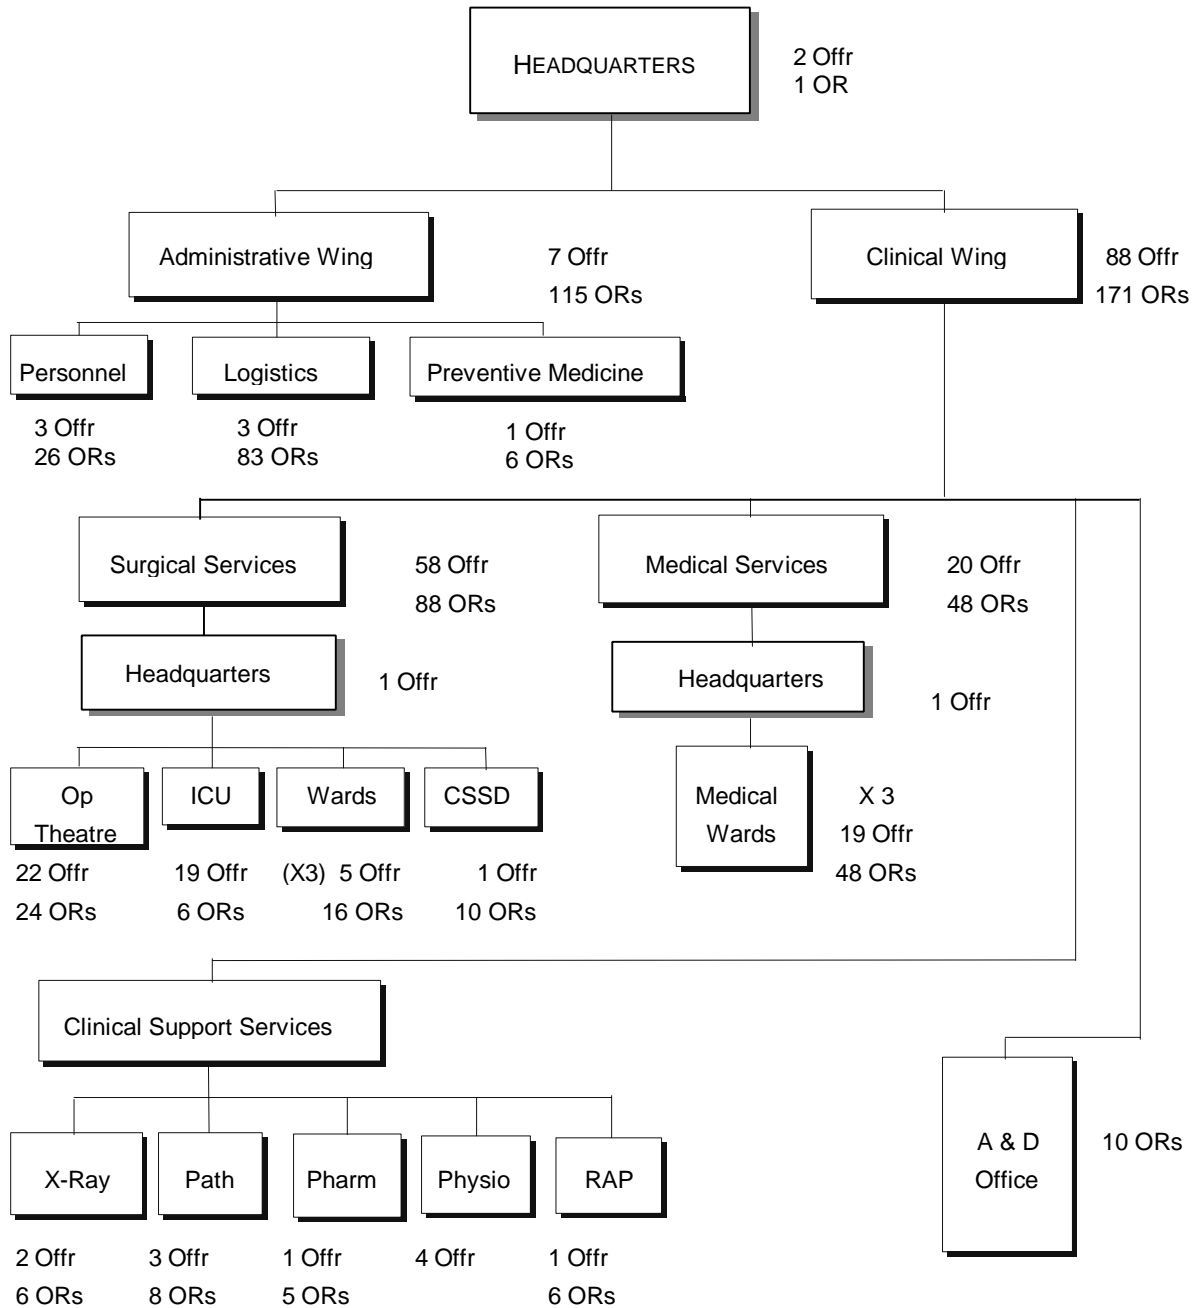 HEADQUARTERS
2 Offr
1 OR
Administrative Wing
7 Offr
115 ORs
Clinical Wing
88 Offr
171 ORs
Personnel
3 Offr
26 ORs
Logistics
3 Offr
83 ORs
Preventive Medicine
1 Offr
6 ORs
Surgical Services
58 Offr
88 ORs
Medical Services
20 Offr
48 ORs
Headquarters
1 Offr
Headquarters
1 Offr
Op
Theatre
22 Offr
24 ORs
ICU
19 Offr
6 ORs
Wards
(X3) 5 Offr
16 ORs
CSSD
1 Offr
10 ORs
Medical
Wards
X 3
19 Offr
48 ORs
Clinical Support Services
X-Ray
2 Offr
6 ORs
Path
3 Offr
8 ORs
Pharm
1 Offr
5 ORs
Physio
4 Offr
RAP
1 Offr
6 ORs
A & D
Office
10 ORs